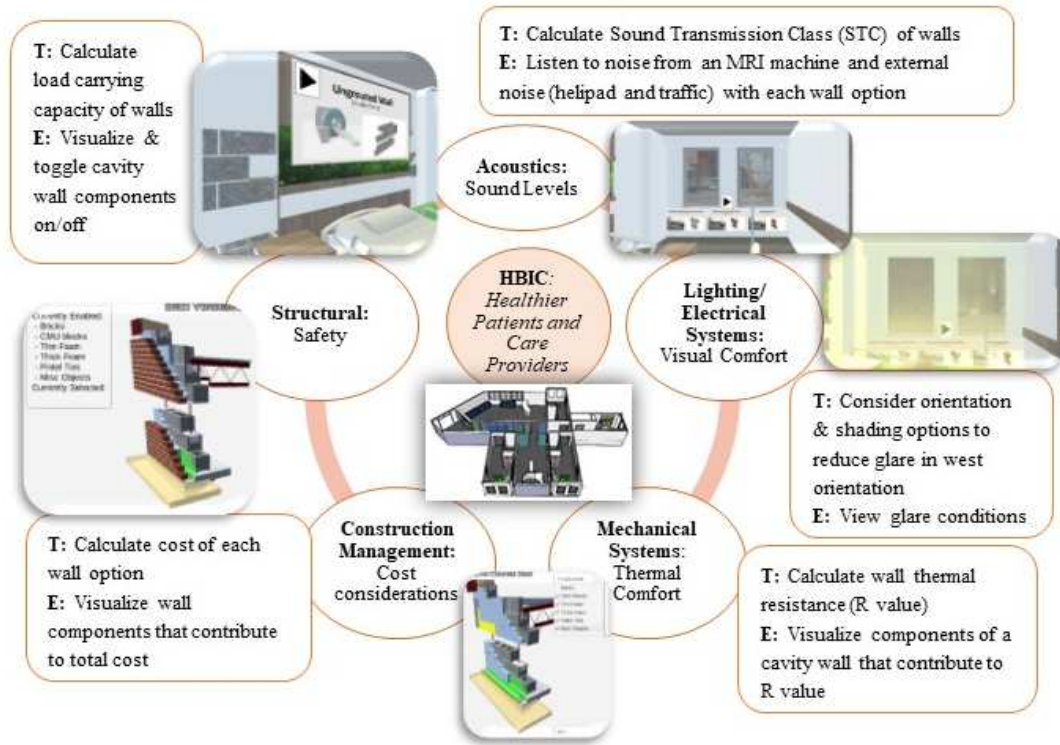 T: Calculate
load carrying
capacity of walls
E: Visualize &
toggle cavity
wall components
on/off
T: Calculate Sound Transmission Class (STC) of walls
E: Listen to noise from an MRI machine and external
noise (helipad and traffic) with each wall option
Ungrouted Wall
Acoustics:
Sound Levels
HBIC:
Healthier
Patients and
Care
Providers
Structural:
Safety
Lighting/
Electrical Systems:
Visual Comfort
Currently Enabled:
- Bricks
- CMU Blocks
- Thin Foam
- Thick Foam
- Misc Objects
Currently Selected
T: Consider orientation
& shading options to
reduce glare in west
orientation
E: View glare conditions
Construction
Management:
Cost
considerations
Mechanical
Systems:
Thermal
Comfort
T: Calculate cost of each
wall option
E: Visualize wall
components that contribute
to total cost
T: Calculate wall thermal
resistance (R value)
E: Visualize components of a
cavity wall that contribute to
R value